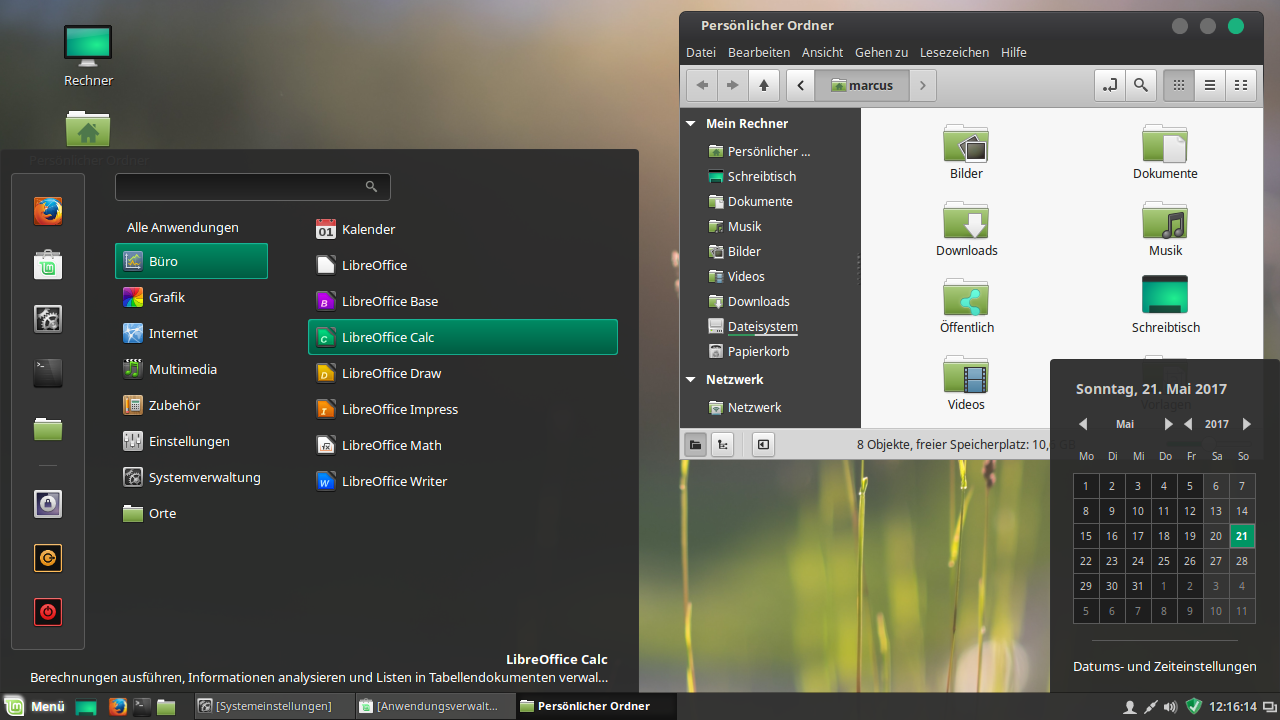 Rechner
Persönlicher Ordner
Alle Anwendungen
Büro
Grafik
Internet
Multimedia
Zubehör
Einstellungen
Systemverwaltung
Orte
01
Kalender
LibreOffice
LibreOffice Base
LibreOffice Calc
LibreOffice Draw
LibreOffice Impress
LibreOffice Math
LibreOffice Writer
LibreOffice Calc
Berechnungen ausführen, Informationen analysieren und Listen in Tabellendokumenten verwal...
Persönlicher Ordner
Datei Bearbeiten Ansicht Gehen zu Lesezeichen Hilfe
marcus
Mein Rechner
Persönlicher ...
Schreibtisch
Dokumente
Musik
Bilder
Videos
Downloads
Dateisystem
Papierkorb
Netzwerk
Netzwerk
Bilder
Dokumente
Downloads
Musik
Öffentlich
Schreibtisch
Videos
Vorlagen
8 Objekte, freier Speicherplatz: 10,6 GB
Sonntag, 21. Mai 2017
Mai 2017
Mo Di Mi Do Fr Sa So
1 2 3 4 5 6 7
8 9 10 11 12 13 14
15 16 17 18 19 20 21
22 23 24 25 26 27 28
29 30 31 1 2 3 4
5 6 7 8 9 10 11
Datums- und Zeiteinstellungen
Menü
[Systemeinstellungen]
[Anwendungsverwalt...
Persönlicher Ordner
12:16:14